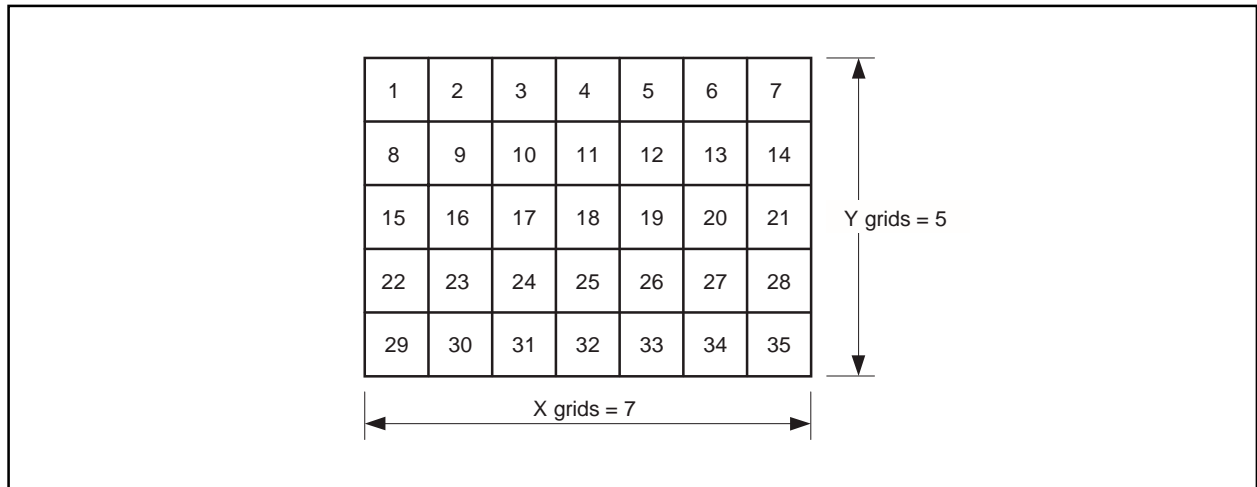 1 2 3 4 5 6 7
8 9 10 11 12 13 14
15 16 17 18 19 20 21
Y grids = 5
22 23 24 25 26 27 28
29 30 31 32 33 34 35
X grids = 7